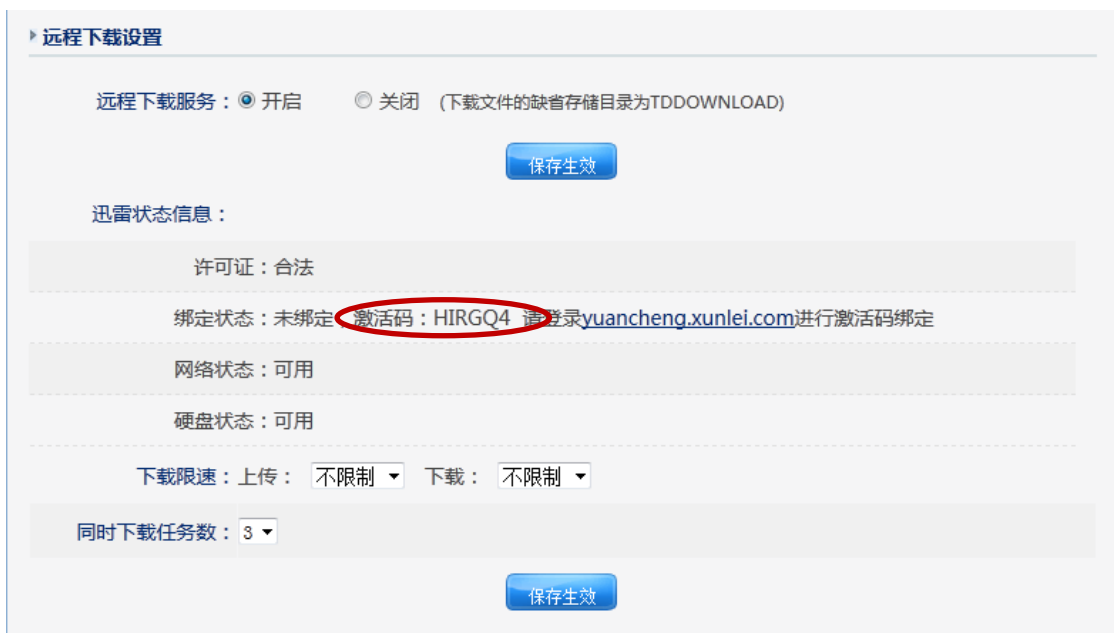 远程下载设置
远程下载服务：开启 关闭 (下载文件的缺省存储目录为TDDOWNLOAD)
保存生效
迅雷状态信息：
许可证：合法
绑定状态：未绑定 激活码：HIRGQ4 请登录yuancheng.xunlei.com进行激活码绑定
网络状态：可用
硬盘状态：可用
下载限速：上传： 不限制 下载： 不限制
同时下载任务数： 3
保存生效